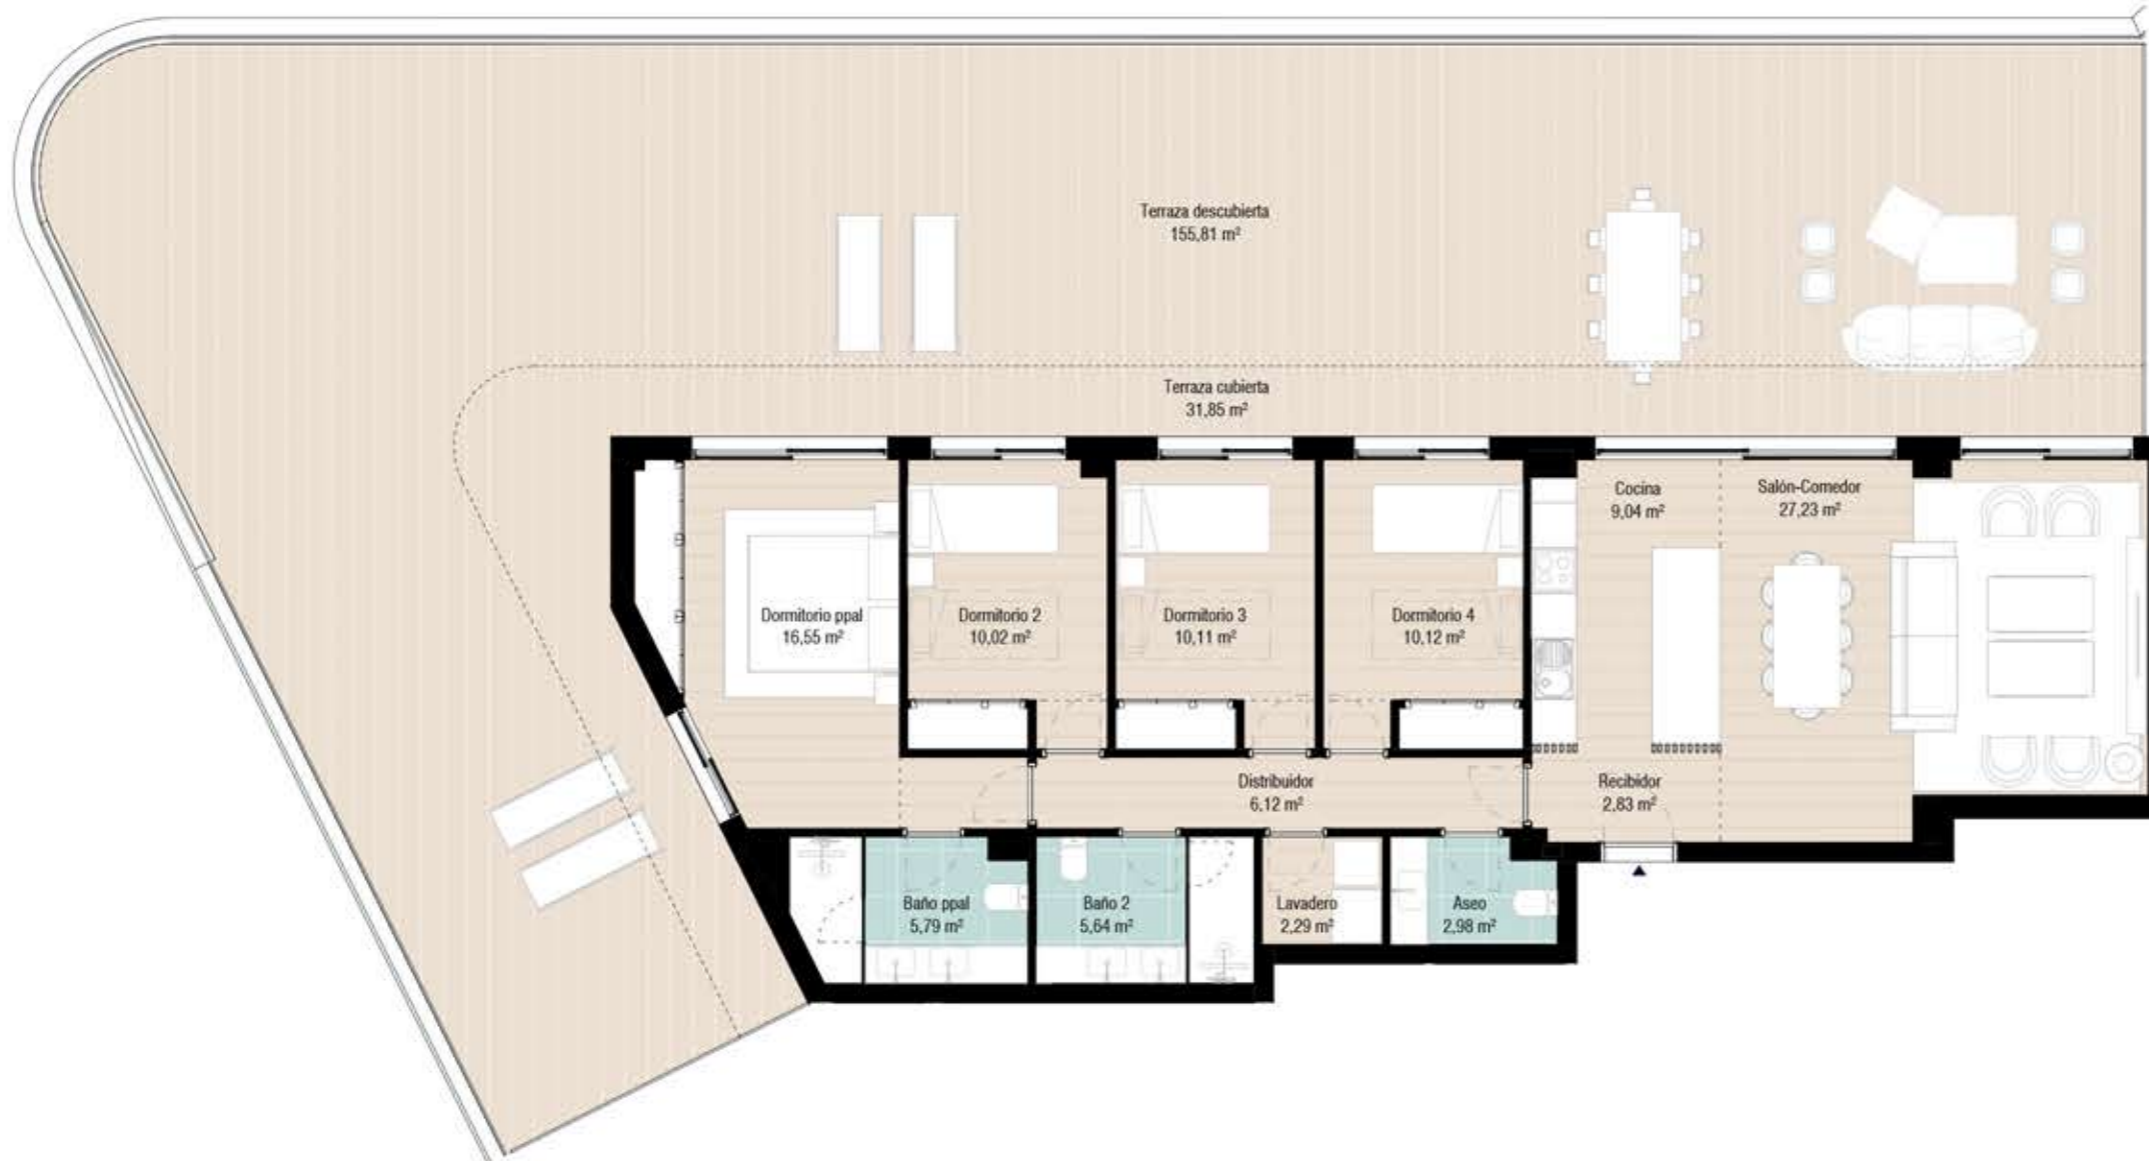 Terraza descubierta
155,81 m²
Terraza cubierta
31,85 m²
Cocina
9,04 m²
Salón-Comedor
27,23 m²
Dormitorio ppal
16,55 m²
Dormitorio 2
10,02 m²
Dormitorio 3
10,11 m²
Dormitorio 4
10,12 m²
Distribuidor
6,12 m²
Recibidor
2,83 m²
Baño ppal
5,79 m²
Baño 2
5,64 m²
Lavadero
2,29 m²
Aseo
2,98 m²